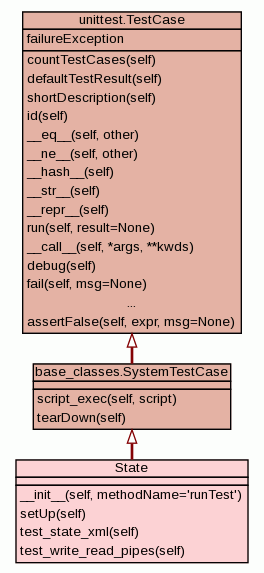 unittest.TestCase
failureException
countTestCases(self)
defaultTestResult(self)
shortDescription(self)
id(self)
__eq__(self, other)
__ne__(self, other)
__hash__(self)
__str__(self)
__repr__(self)
run(self, result=None)
__call__(self, *args, **kwds)
debug(self)
fail(self, msg=None)
...
assertFalse(self, expr, msg=None)
base_classes.SystemTestCase
script_exec(self, script)
tearDown(self)
State
__init__(self, methodName='runTest')
setUp(self)
test_state_xml(self)
test_write_read_pipes(self)